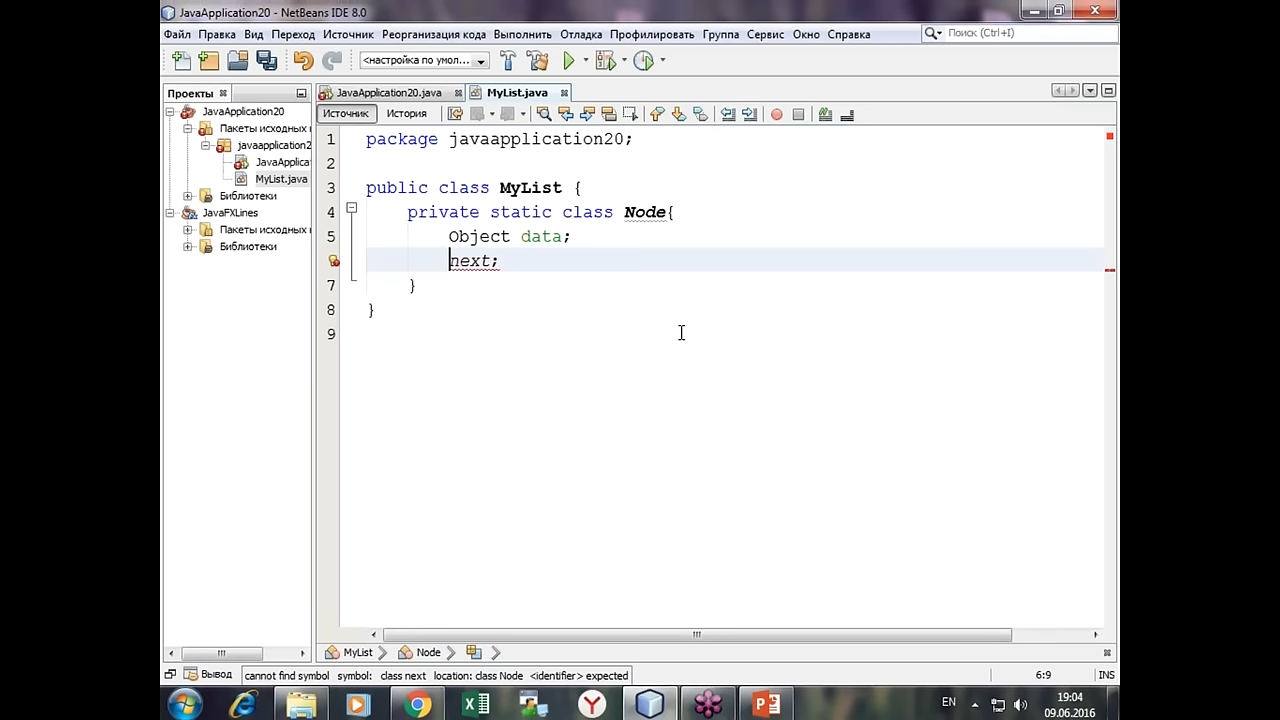 JavaApplication20 - NetBeans IDE 8.0
Файл Правка Вид Переход Источник Реорганизация кода Выполнить Отладка Профилировать Группа Сервис Окно Справка
Поиск (Ctrl+I)
<настройка по умол...
Проекты
JavaApplication20.java MyList.java
JavaApplication20
Источник История
Пакеты исходных
javaapplication2
JavaApplica
MyList.java
Библиотеки
JavaFXLines
Пакеты исходных
Библиотеки
1 package javaapplication20;
2
3 public class MyList {
4 private static class Node{
5 Object data;
next;
7 }
8 }
9
MyList Node
Вывод
cannot find symbol symbol: class next location: class Node <identifier> expected
6:9 INS
EN
19:04
09.06.2016